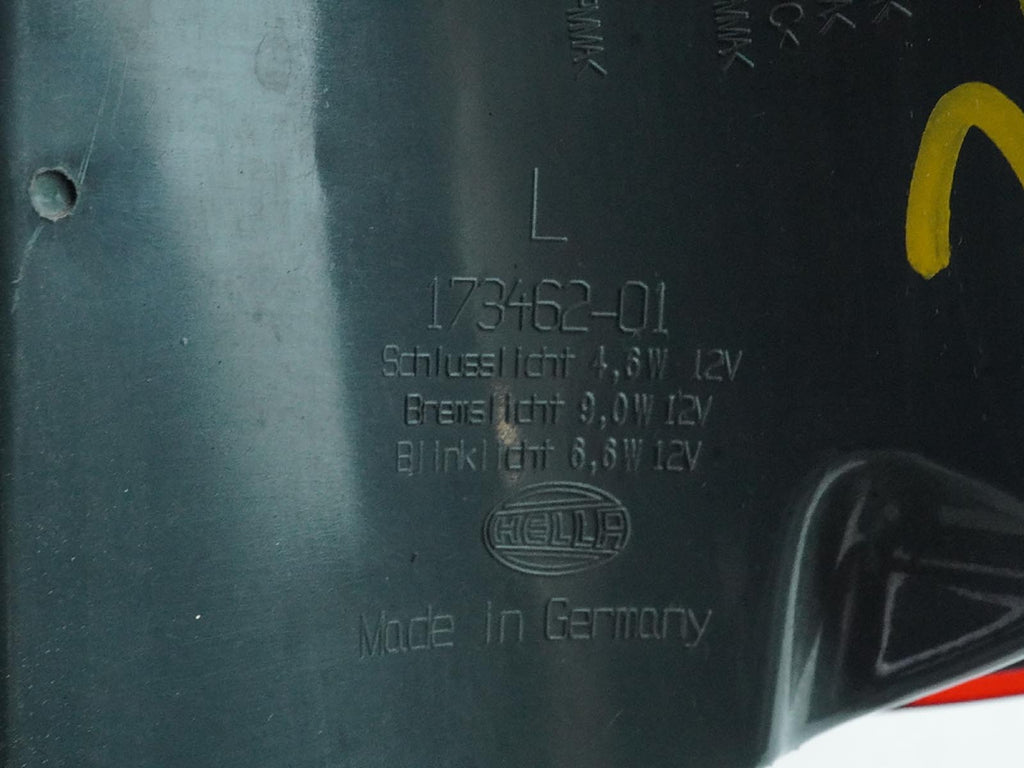 L
173462-01
Schlusslicht 4,6W 12V
Bremslicht 9,0W 12V
Blinklicht 6,6W 12V
HELLA
Made in Germany